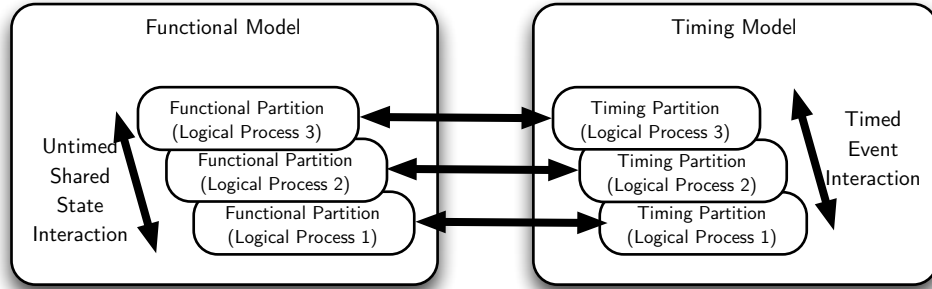 Functional Model
Timing Model
Functional Partition
(Logical Process 3)
Functional Partition
(Logical Process 2)
Functional Partition
(Logical Process 1)
Untimed
Shared
State
Interaction
Timing Partition
(Logical Process 3)
Timing Partition
(Logical Process 2)
Timing Partition
(Logical Process 1)
Timed
Event
Interaction